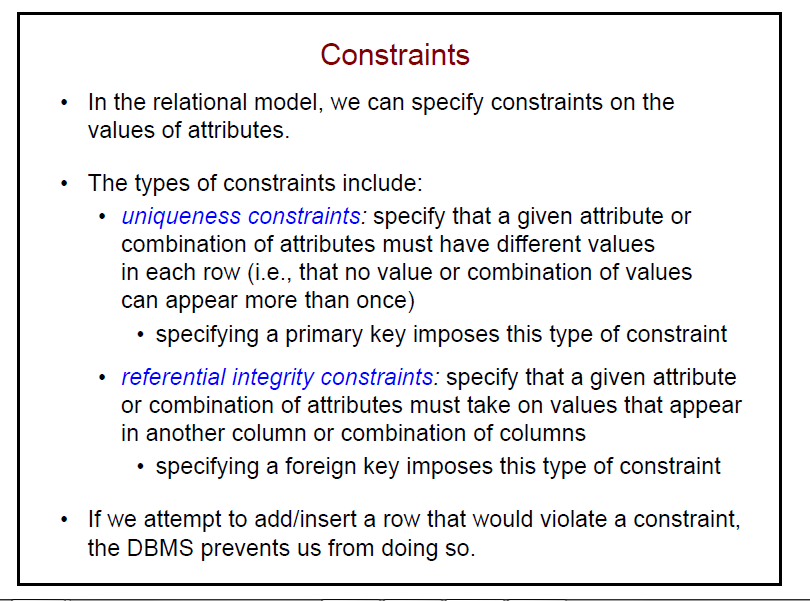 Constraints
• In the relational model, we can specify constraints on the
values of attributes.
• The types of constraints include:
• uniqueness constraints: specify that a given attribute or
combination of attributes must have different values
in each row (i.e., that no value or combination of values
can appear more than once)
• specifying a primary key imposes this type of constraint
• referential integrity constraints: specify that a given attribute
or combination of attributes must take on values that appear
in another column or combination of columns
• specifying a foreign key imposes this type of constraint
• If we attempt to add/insert a row that would violate a constraint,
the DBMS prevents us from doing so.